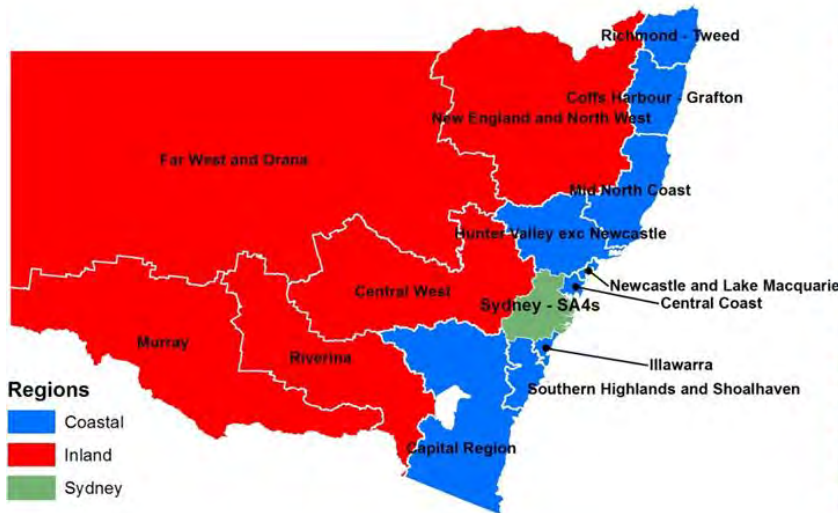 Richmond - Tweed
Coffs Harbour - Grafton
New England and North West
Far West and Orana
Mid North Coast
Hunter Valley exc Newcastle
Newcastle and Lake Macquarie
Central West
Sydney - SA4s
Central Coast
Murray
Riverina
Illawarra
Southern Highlands and Shoalhaven
Capital Region
Regions
Coastal
Inland
Sydney